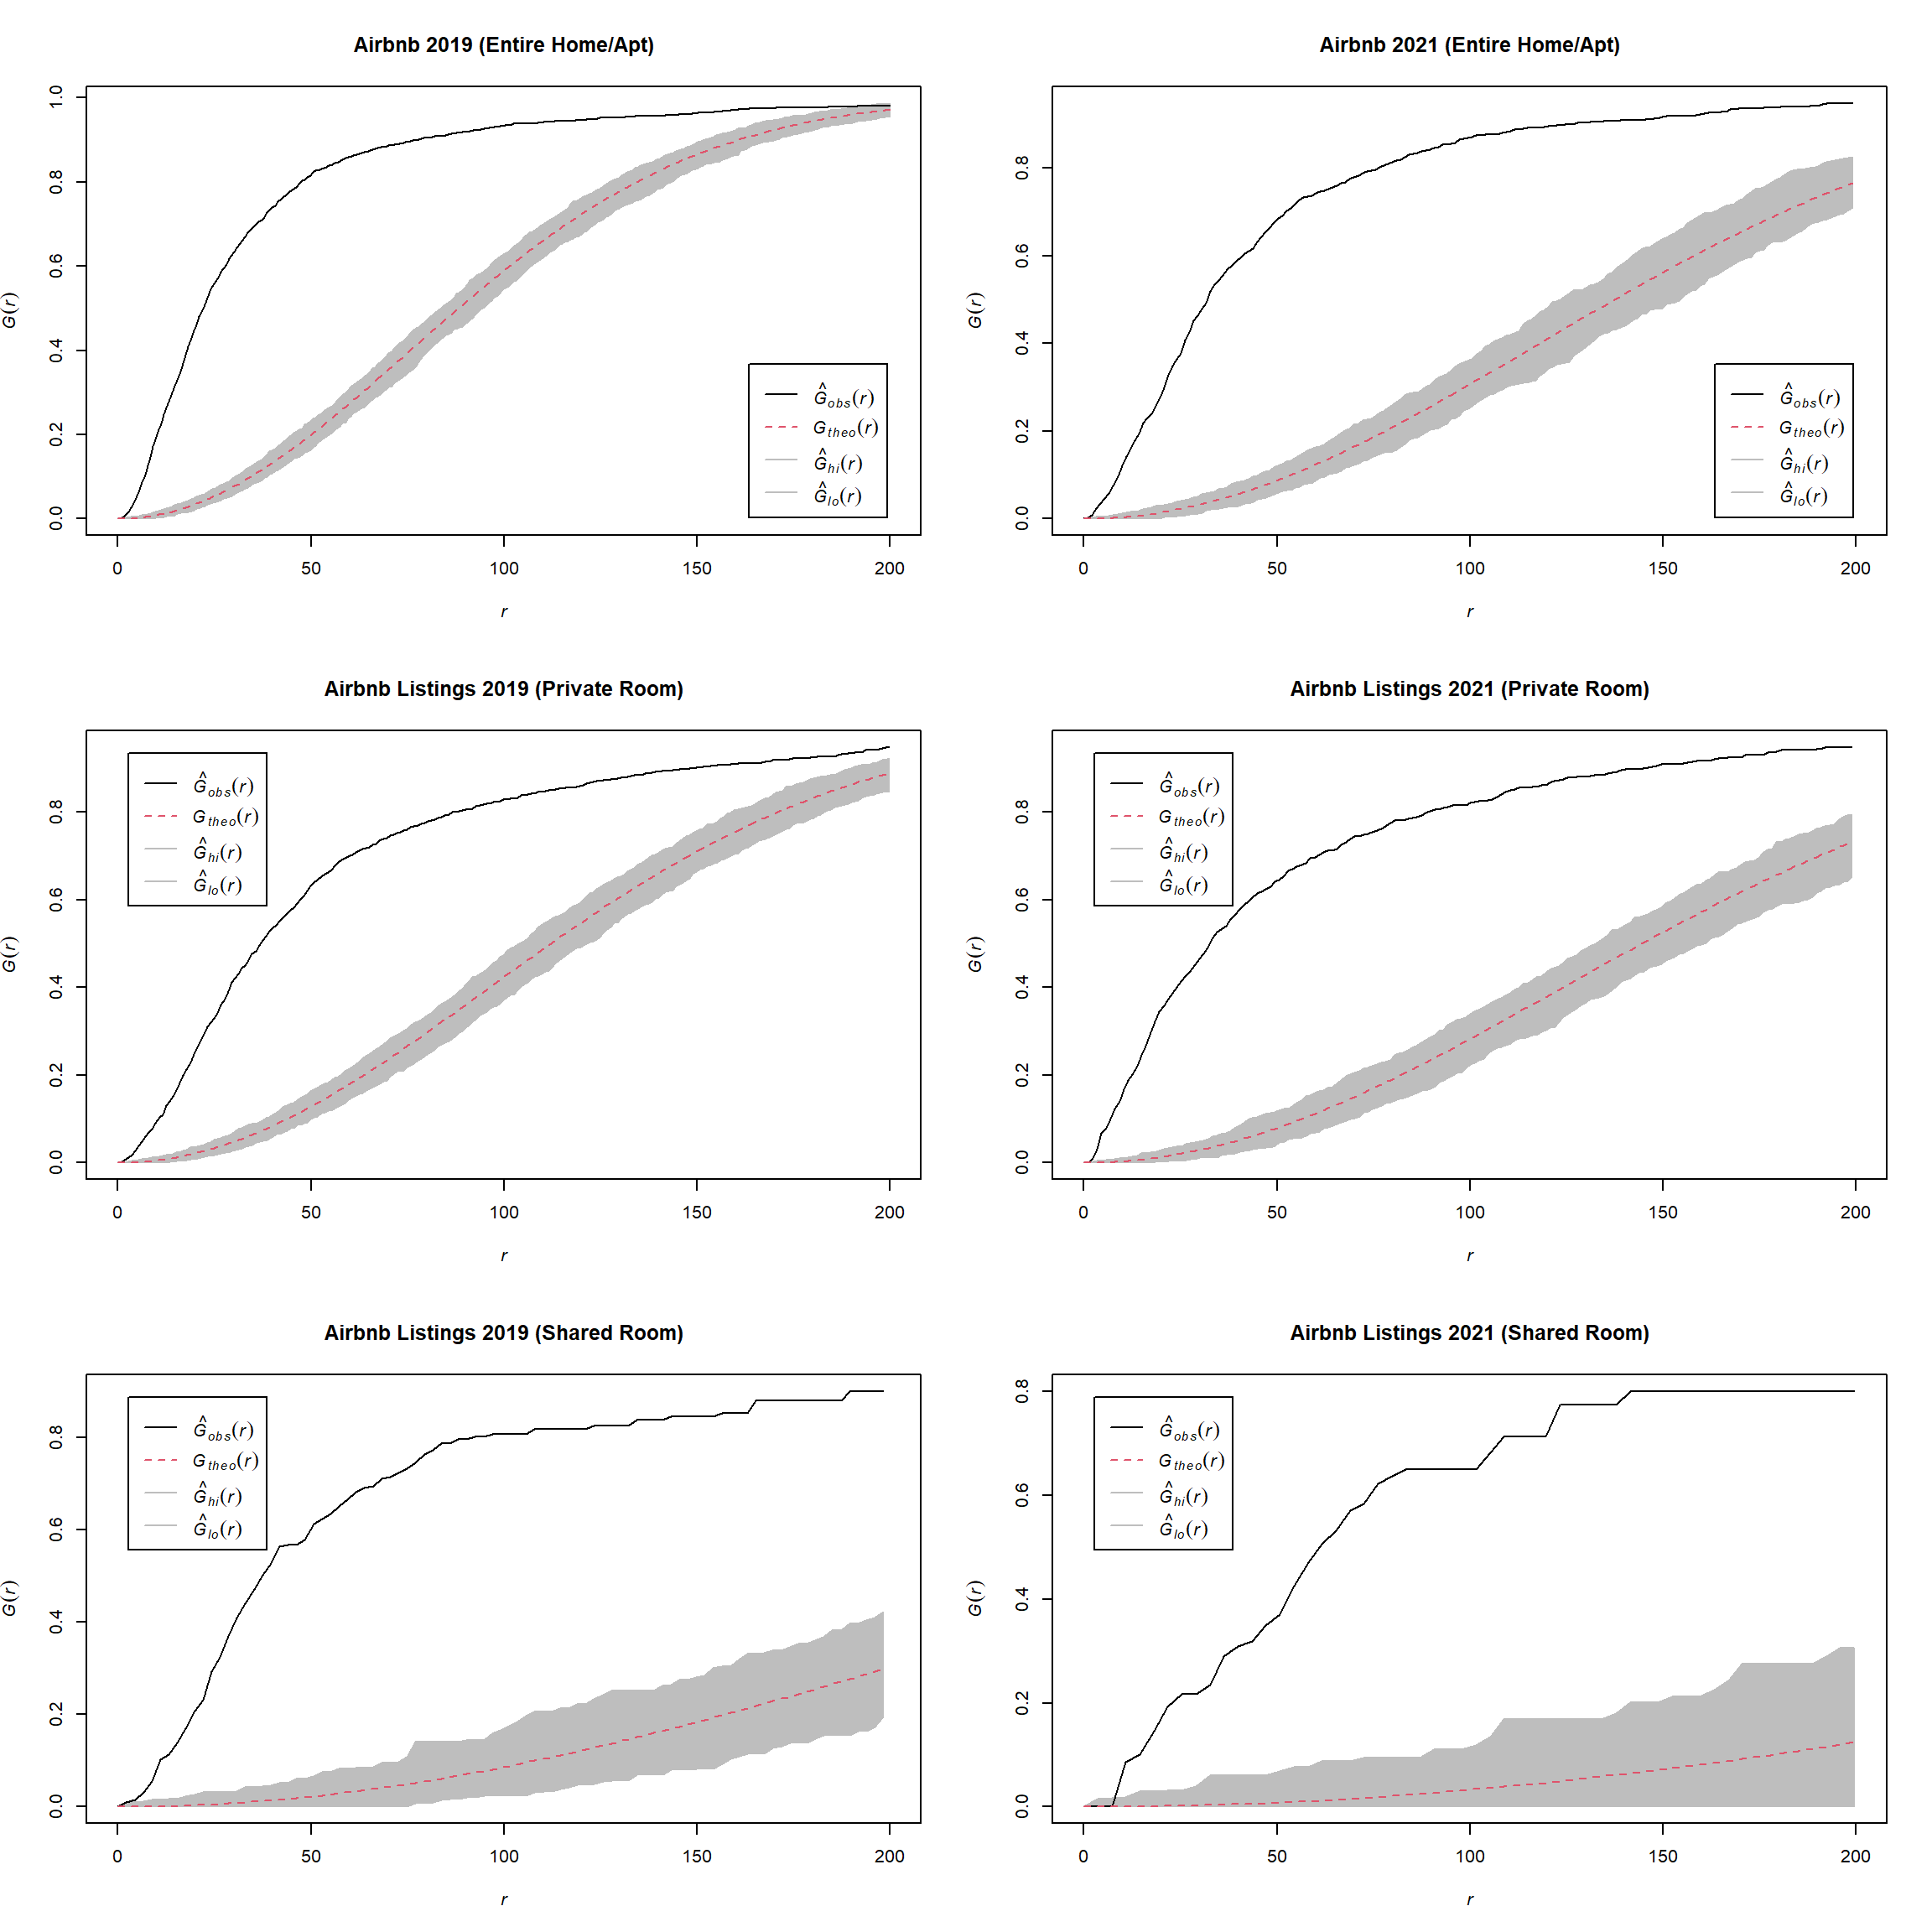 Airbnb 2019 (Entire Home/Apt)
G(r)
0.0 0.2 0.4 0.6 0.8 1.0
Ĝobs(r)
Gtheo(r)
Ĝhi(r)
Ĝlo(r)
0 50 100 150 200
r
Airbnb 2021 (Entire Home/Apt)
G(r)
0.0 0.2 0.4 0.6 0.8
Ĝobs(r)
Gtheo(r)
Ĝhi(r)
Ĝlo(r)
0 50 100 150 200
r
Airbnb Listings 2019 (Private Room)
G(r)
0.0 0.2 0.4 0.6 0.8
Ĝobs(r)
Gtheo(r)
Ĝhi(r)
Ĝlo(r)
0 50 100 150 200
r
Airbnb Listings 2021 (Private Room)
G(r)
0.0 0.2 0.4 0.6 0.8
Ĝobs(r)
Gtheo(r)
Ĝhi(r)
Ĝlo(r)
0 50 100 150 200
r
Airbnb Listings 2019 (Shared Room)
G(r)
0.0 0.2 0.4 0.6 0.8
Ĝobs(r)
Gtheo(r)
Ĝhi(r)
Ĝlo(r)
0 50 100 150 200
r
Airbnb Listings 2021 (Shared Room)
G(r)
0.0 0.2 0.4 0.6 0.8
Ĝobs(r)
Gtheo(r)
Ĝhi(r)
Ĝlo(r)
0 50 100 150 200
r